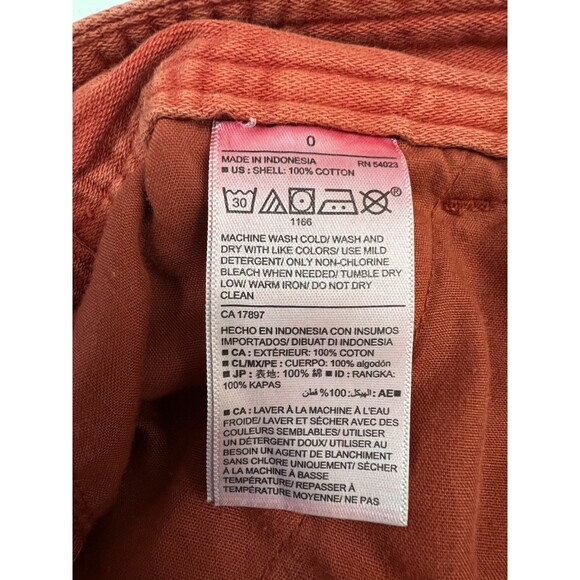 0
MADE IN INDONESIA RN 54023
■ US : SHELL: 100% COTTON
30
1166
MACHINE WASH COLD/ WASH AND
DRY WITH LIKE COLORS/ USE MILD
DETERGENT/ ONLY NON-CHLORINE
BLEACH WHEN NEEDED/ TUMBLE DRY
LOW/ WARM IRON/ DO NOT DRY
CLEAN
CA 17897
HECHO EN INDONESIA CON INSUMOS
IMPORTADOS/ DIBUAT DI INDONESIA
■ CA : EXTÉRIEUR: 100% COTON
■ CL/MX/PE : CUERPO: 100% algodón
■ JP : 表地: 100% 綿 ■ ID : RANGKA:
100% KAPAS
■ AE: الهيكل: 100% قطن
■ CA : LAVER À LA MACHINE À L'EAU
FROIDE/ LAVER ET SÉCHER AVEC DES
COULEURS SEMBLABLES/ UTILISER
UN DÉTERGENT DOUX/ UTILISER AU
BESOIN UN AGENT DE BLANCHIMENT
SANS CHLORE UNIQUEMENT/ SÉCHER
À LA MACHINE À BASSE
TEMPÉRATURE/ REPASSER À
TEMPÉRATURE MOYENNE/ NE PAS